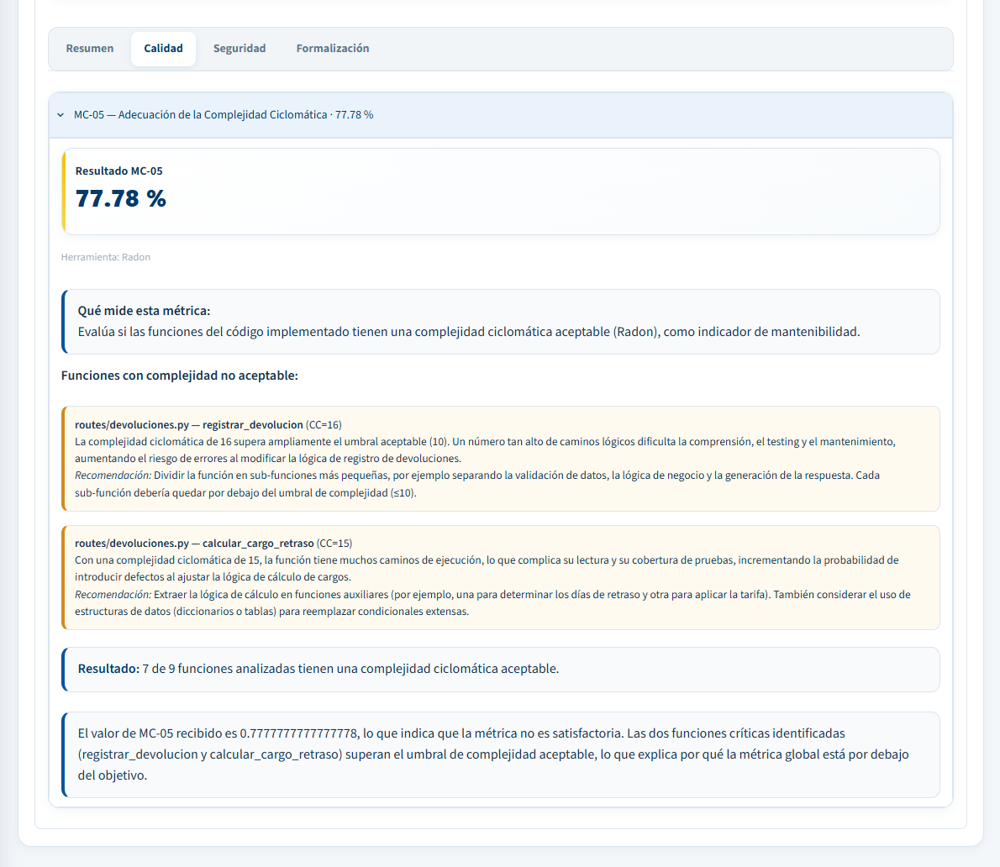 Resumen Calidad Seguridad Formalización
MC-05 — Adecuación de la Complejidad Ciclomática · 77.78 %
Resultado MC-05
77.78 %
Herramienta: Radon
Qué mide esta métrica:
Evalúa si las funciones del código implementado tienen una complejidad ciclomática aceptable (Radon), como indicador de mantenibilidad.
Funciones con complejidad no aceptable:
routes/devoluciones.py — registrar_devolucion (CC=16)
La complejidad ciclomática de 16 supera ampliamente el umbral aceptable (10). Un número tan alto de caminos lógicos dificulta la comprensión, el testing y el mantenimiento,
aumentando el riesgo de errores al modificar la lógica de registro de devoluciones.
Recomendación: Dividir la función en sub-funciones más pequeñas, por ejemplo separando la validación de datos, la lógica de negocio y la generación de la respuesta. Cada
sub-función debería quedar por debajo del umbral de complejidad (≤10).
routes/devoluciones.py — calcular_cargo_retraso (CC=15)
Con una complejidad ciclomática de 15, la función tiene muchos caminos de ejecución, lo que complica su lectura y su cobertura de pruebas, incrementando la probabilidad de
introducir defectos al ajustar la lógica de cálculo de cargos.
Recomendación: Extraer la lógica de cálculo en funciones auxiliares (por ejemplo, una para determinar los días de retraso y otra para aplicar la tarifa). También considerar el uso de
estructuras de datos (diccionarios o tablas) para reemplazar condicionales extensas.
Resultado: 7 de 9 funciones analizadas tienen una complejidad ciclomática aceptable.
El valor de MC-05 recibido es 0.7777777777777778, lo que indica que la métrica no es satisfactoria. Las dos funciones críticas identificadas
(registrar_devolucion y calcular_cargo_retraso) superan el umbral de complejidad aceptable, lo que explica por qué la métrica global está por debajo
del objetivo.